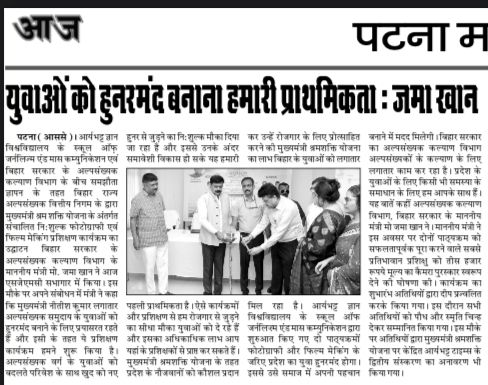 आज
पटना म
युवाओं को हुनरमंद बनाना हमारी प्राथमिकता : जमा खान
पटना ( आससे )। आर्यभट्ट ज्ञान
विश्वविद्यालय के स्कूल ऑफ
जर्नलिज्म एंड मास कम्युनिकेशन एवं
बिहार सरकार के अल्पसंख्यक
कल्याण विभाग के बीच समझौता
ज्ञापन के तहत बिहार राज्य
अल्पसंख्यक वित्तीय निगम के द्वारा
मुख्यमंत्री श्रम शक्ति योजना के अंतर्गत
संचालित निःशुल्क फोटोग्राफी एवं
फिल्म मेकिंग प्रशिक्षण कार्यक्रम का
उद्घाटन बिहार सरकार के
अल्पसंख्यक कल्याण विभाग के
माननीय मंत्री मो. जमा खान ने आज
एसजेएमसी सभागार में किया। इस
मौके पर अपने संबोधन में मंत्री ने कहा
कि मुख्यमंत्री नीतीश कुमार लगातार
अल्पसंख्यक समुदाय के युवाओं को
हुनरमंद बनाने के लिए प्रयासरत रहते
हैं और इसी के तहत ये प्रशिक्षण
कार्यक्रम हमने शुरू किया है।
अल्पसंख्यक वर्ग के युवाओं को
बदलते परिवेश के साथ खुद को नए
हुनर से जुड़ने का नि:शुल्क मौका दिया
जा रहा है और इससे उनके अंदर
समावेशी विकास हो सके यह हमारी
पहली प्राथमिकता है। ऐसे कार्यक्रमों
और प्रशिक्षण से हम रोजगार से जुड़ने
का सीधा मौका युवाओं को दे रहे हैं
और इसका अधिकाधिक लाभ आप
यहां के प्रशिक्षकों से प्राप्त कर सकते हैं।
मुख्यमंत्री श्रमशक्ति योजना के तहत
प्रदेश के नौजवानों को कौशल प्रदान
कर उन्हें रोजगार के लिए प्रोत्साहित
करने की मुख्यमंत्री श्रमशक्ति योजना
का लाभ बिहार के युवाओं को लगातार
मिल रहा है। आर्यभट्ट ज्ञान
विश्वविद्यालय के स्कूल ऑफ
जर्नलिज्म एंड मास कम्युनिकेशन द्वारा
शुरुआत किए गए दो पाठ्यक्रमों
फोटोग्राफी और फिल्म मेकिंग के
जरिए प्रदेश का युवा हुनरमंद होगा।
इससे उसे समाज में अपनी पहचान
बनाने में मदद मिलेगी। बिहार सरकार
का अल्पसंख्यक कल्याण विभाग
अल्पसंख्यकों के कल्याण के लिए
लगातार काम कर रहा है। प्रदेश के
युवाओं के लिए किसी भी समस्या के
समाधान के लिए हम आपके साथ हैं।
यह बातें कहीं अल्पसंख्यक कल्याण
विभाग, बिहार सरकार के माननीय
मंत्री मो जमा खान ने। माननीय मंत्री ने
इस अवसर पर दोनों पाठ्यक्रम को
सफलतापूर्वक पूरा करने वाले सबसे
प्रतिभावान प्रशिक्षु को तीस हजार
रूपये मूल्य का कैमरा पुरस्कार स्वरूप
देने की घोषणा की। कार्यक्रम का
शुभारंभ अतिथियों द्वारा दीप प्रज्वलित
करके किया गया। इस दौरान सभी
अतिथियों को पौध और स्मृति चिन्ह
देकर सम्मानित किया गया। इस मौके
पर अतिथियों द्वारा मुख्यमंत्री श्रमशक्ति
योजना पर केंद्रित आर्यभट्ट टाइम्स के
द्वितीय संस्करण का अनावरण भी
किया गया।